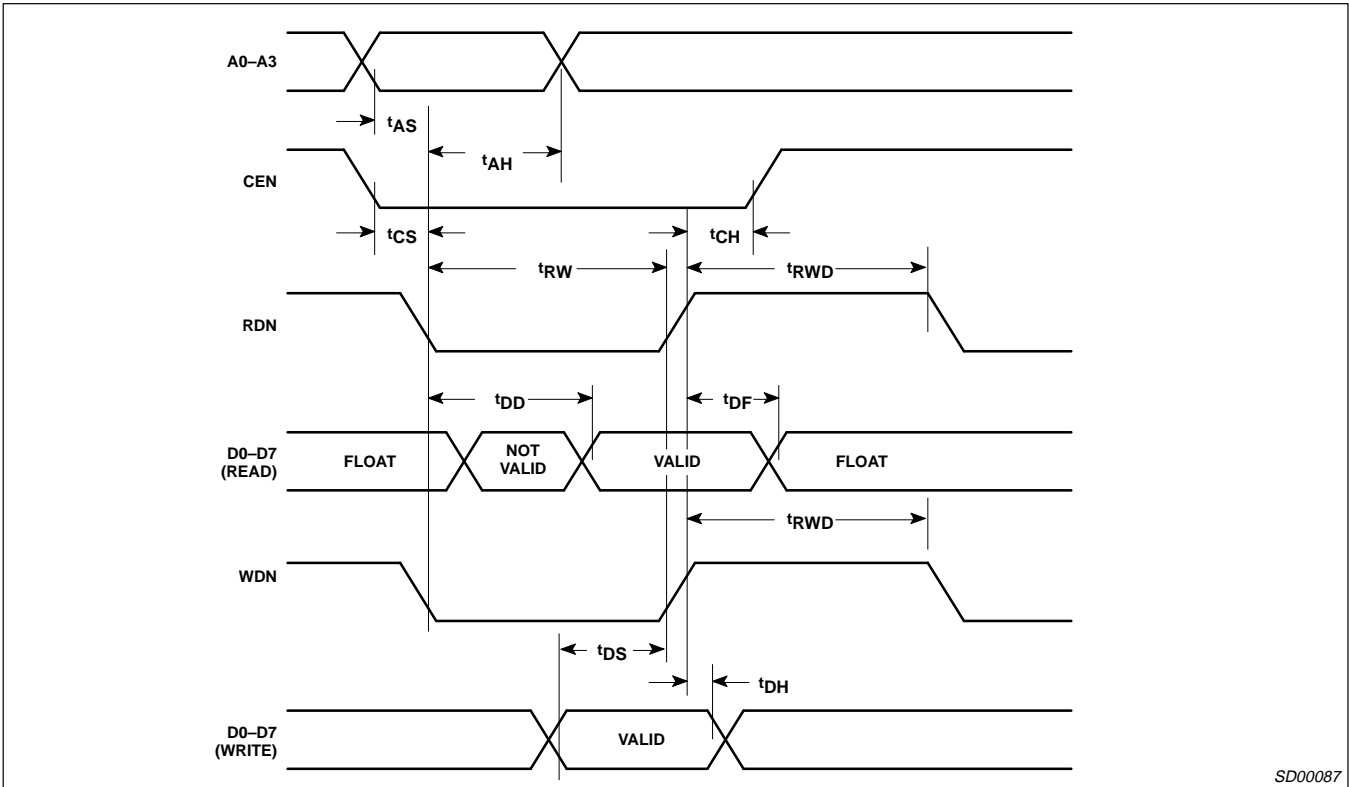 A0–A3
tAS
tAH
CEN
tCS
tCH
tRW
tRWD
RDN
tDD
tDF
D0–D7
(READ)
FLOAT
NOT
VALID
VALID
FLOAT
tRWD
WDN
tDS
tDH
D0–D7
(WRITE)
VALID
SD00087